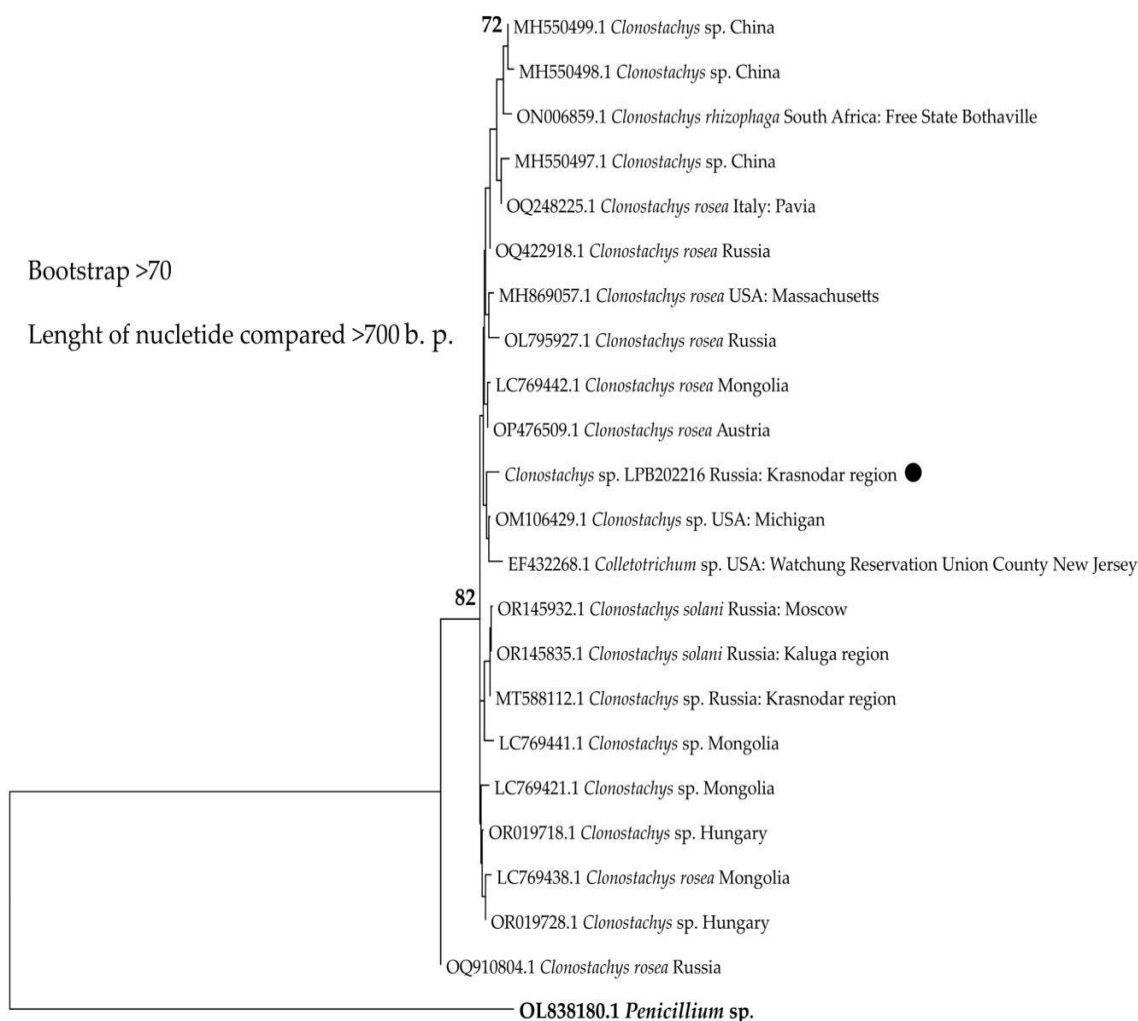 72
MH550499.1 Clonostachys sp. China
MH550498.1 Clonostachys sp. China
ON006859.1 Clonostachys rhizophaga South Africa: Free State Bothaville
MH550497.1 Clonostachys sp. China
OQ248225.1 Clonostachys rosea Italy: Pavia
OQ422918.1 Clonostachys rosea Russia
Bootstrap >70
MH869057.1 Clonostachys rosea USA: Massachusetts
Lenght of nucletide compared >700 b. p.
OL795927.1 Clonostachys rosea Russia
LC769442.1 Clonostachys rosea Mongolia
OP476509.1 Clonostachys rosea Austria
Clonostachys sp. LPB202216 Russia: Krasnodar region
OM106429.1 Clonostachys sp. USA: Michigan
EF432268.1 Colletotrichum sp. USA: Watchung Reservation Union County New Jersey
82
OR145932.1 Clonostachys solani Russia: Moscow
OR145835.1 Clonostachys solani Russia: Kaluga region
MT588112.1 Clonostachys sp. Russia: Krasnodar region
LC769441.1 Clonostachys sp. Mongolia
LC769421.1 Clonostachys sp. Mongolia
OR019718.1 Clonostachys sp. Hungary
LC769438.1 Clonostachys rosea Mongolia
OR019728.1 Clonostachys sp. Hungary
OQ910804.1 Clonostachys rosea Russia
OL838180.1 Penicillium sp.